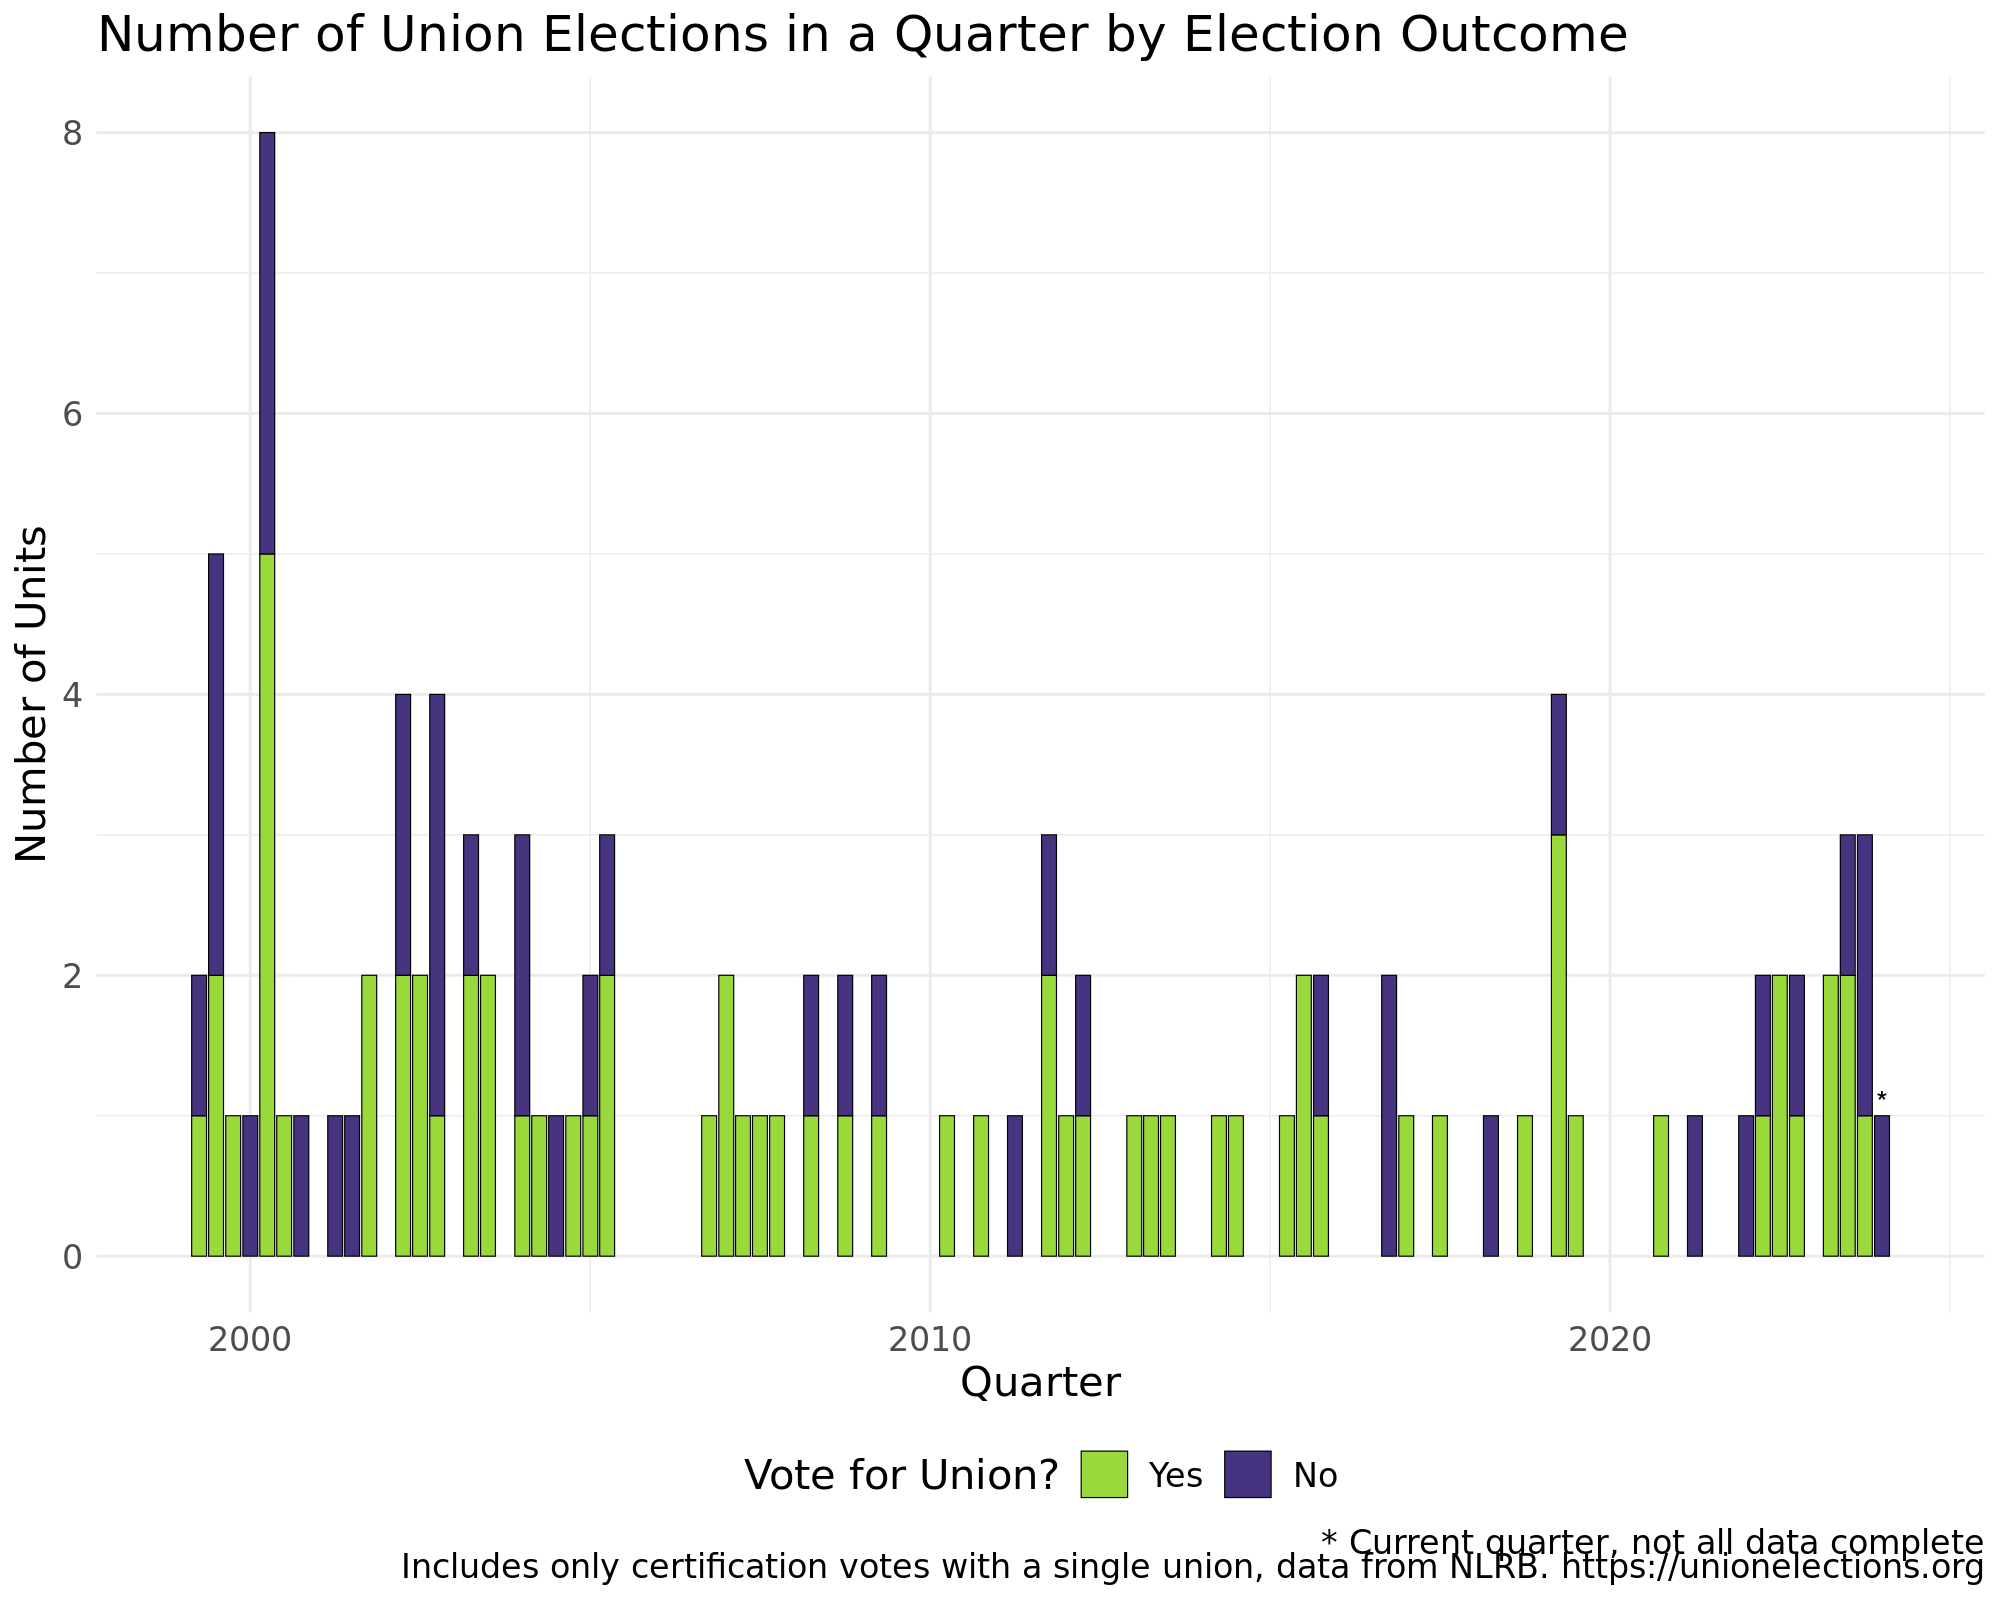 Number of Union Elections in a Quarter by Election Outcome
Number of Units
8
6
4
2
0
*
2000 2010 2020
Quarter
Vote for Union? Yes No
* Current quarter, not all data complete
Includes only certification votes with a single union, data from NLRB. https://unionelections.org